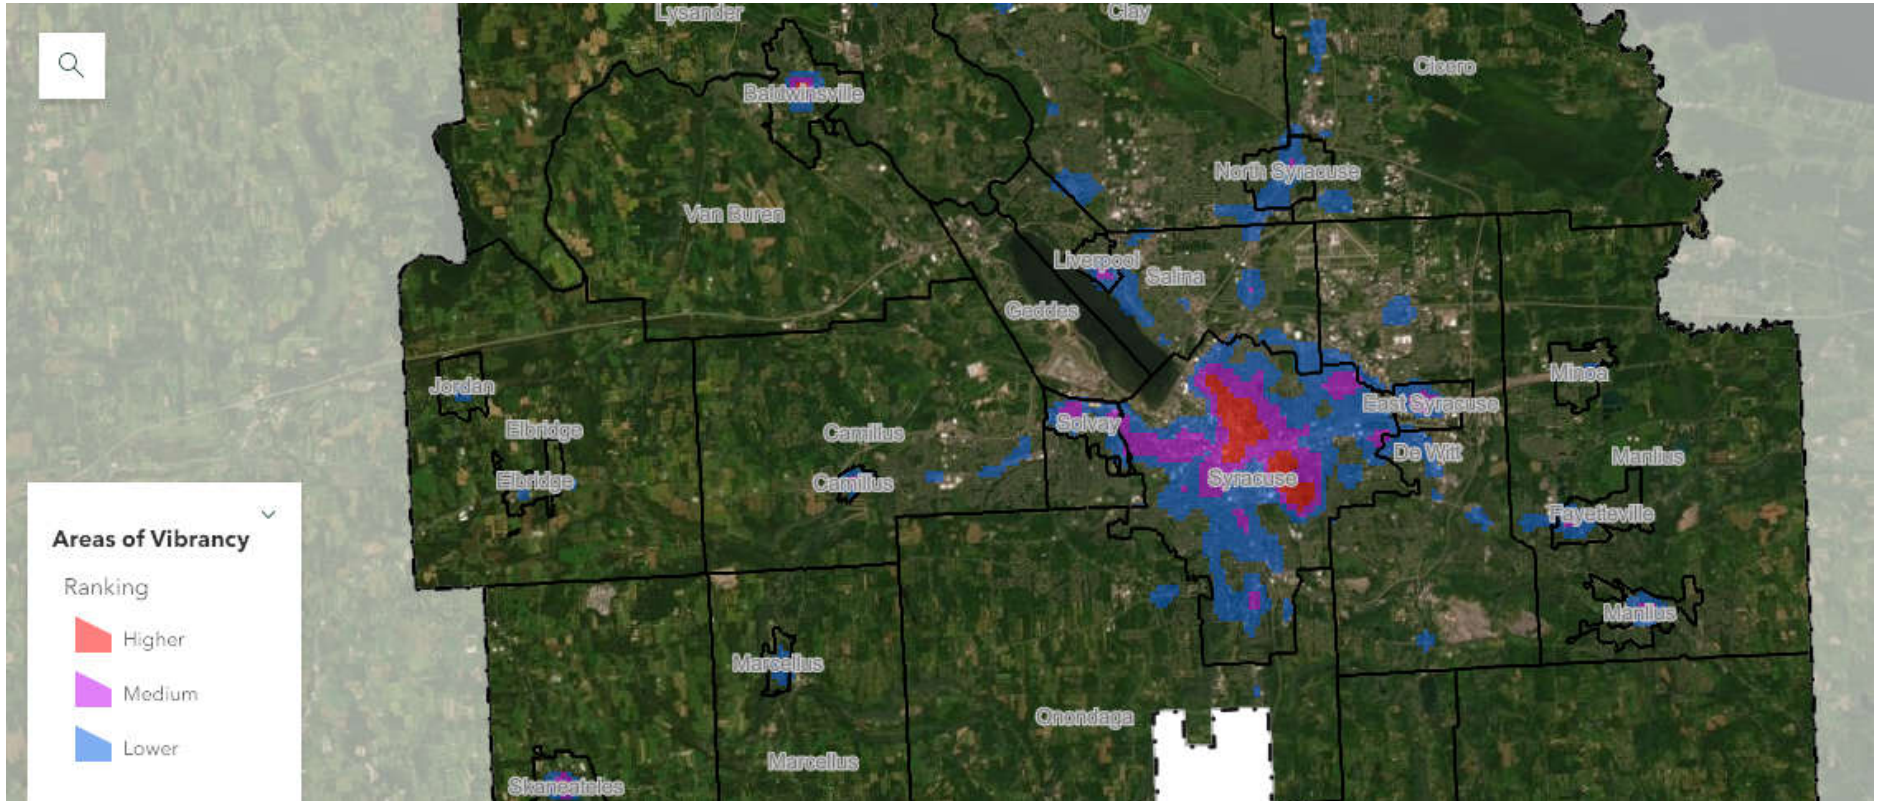 Lysander
Clay
Cicero
Baldwinsville
North Syracuse
Van Buren
Liverpool
Salina
Geddes
Minoa
Jordan
East Syracuse
Solvay
Elbridge
Camillus
De Witt
Manlius
Elbridge
Camillus
Syracuse
Fayetteville
Areas of Vibrancy
Ranking
Higher
Medium
Lower
Manlius
Marcellus
Onondaga
Marcellus
Skaneateles